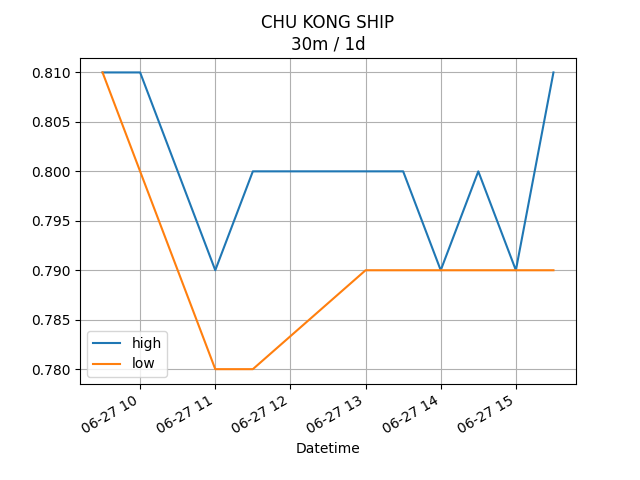 CHU KONG SHIP
30m / 1d
0.810
0.805
0.800
0.795
0.790
0.785
0.780
high
low
06-27 10
06-27 11
06-27 12
06-27 13
06-27 14
06-27 15
Datetime